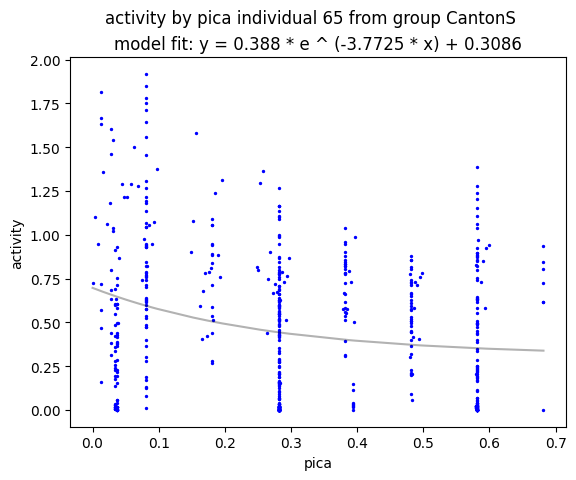 activity by pica individual 65 from group CantonS
model fit: y = 0.388 * e ^ (-3.7725 * x) + 0.3086
2.00
1.75
1.50
1.25
1.00
0.75
0.50
0.25
0.00
activity
0.0 0.1 0.2 0.3 0.4 0.5 0.6 0.7
pica